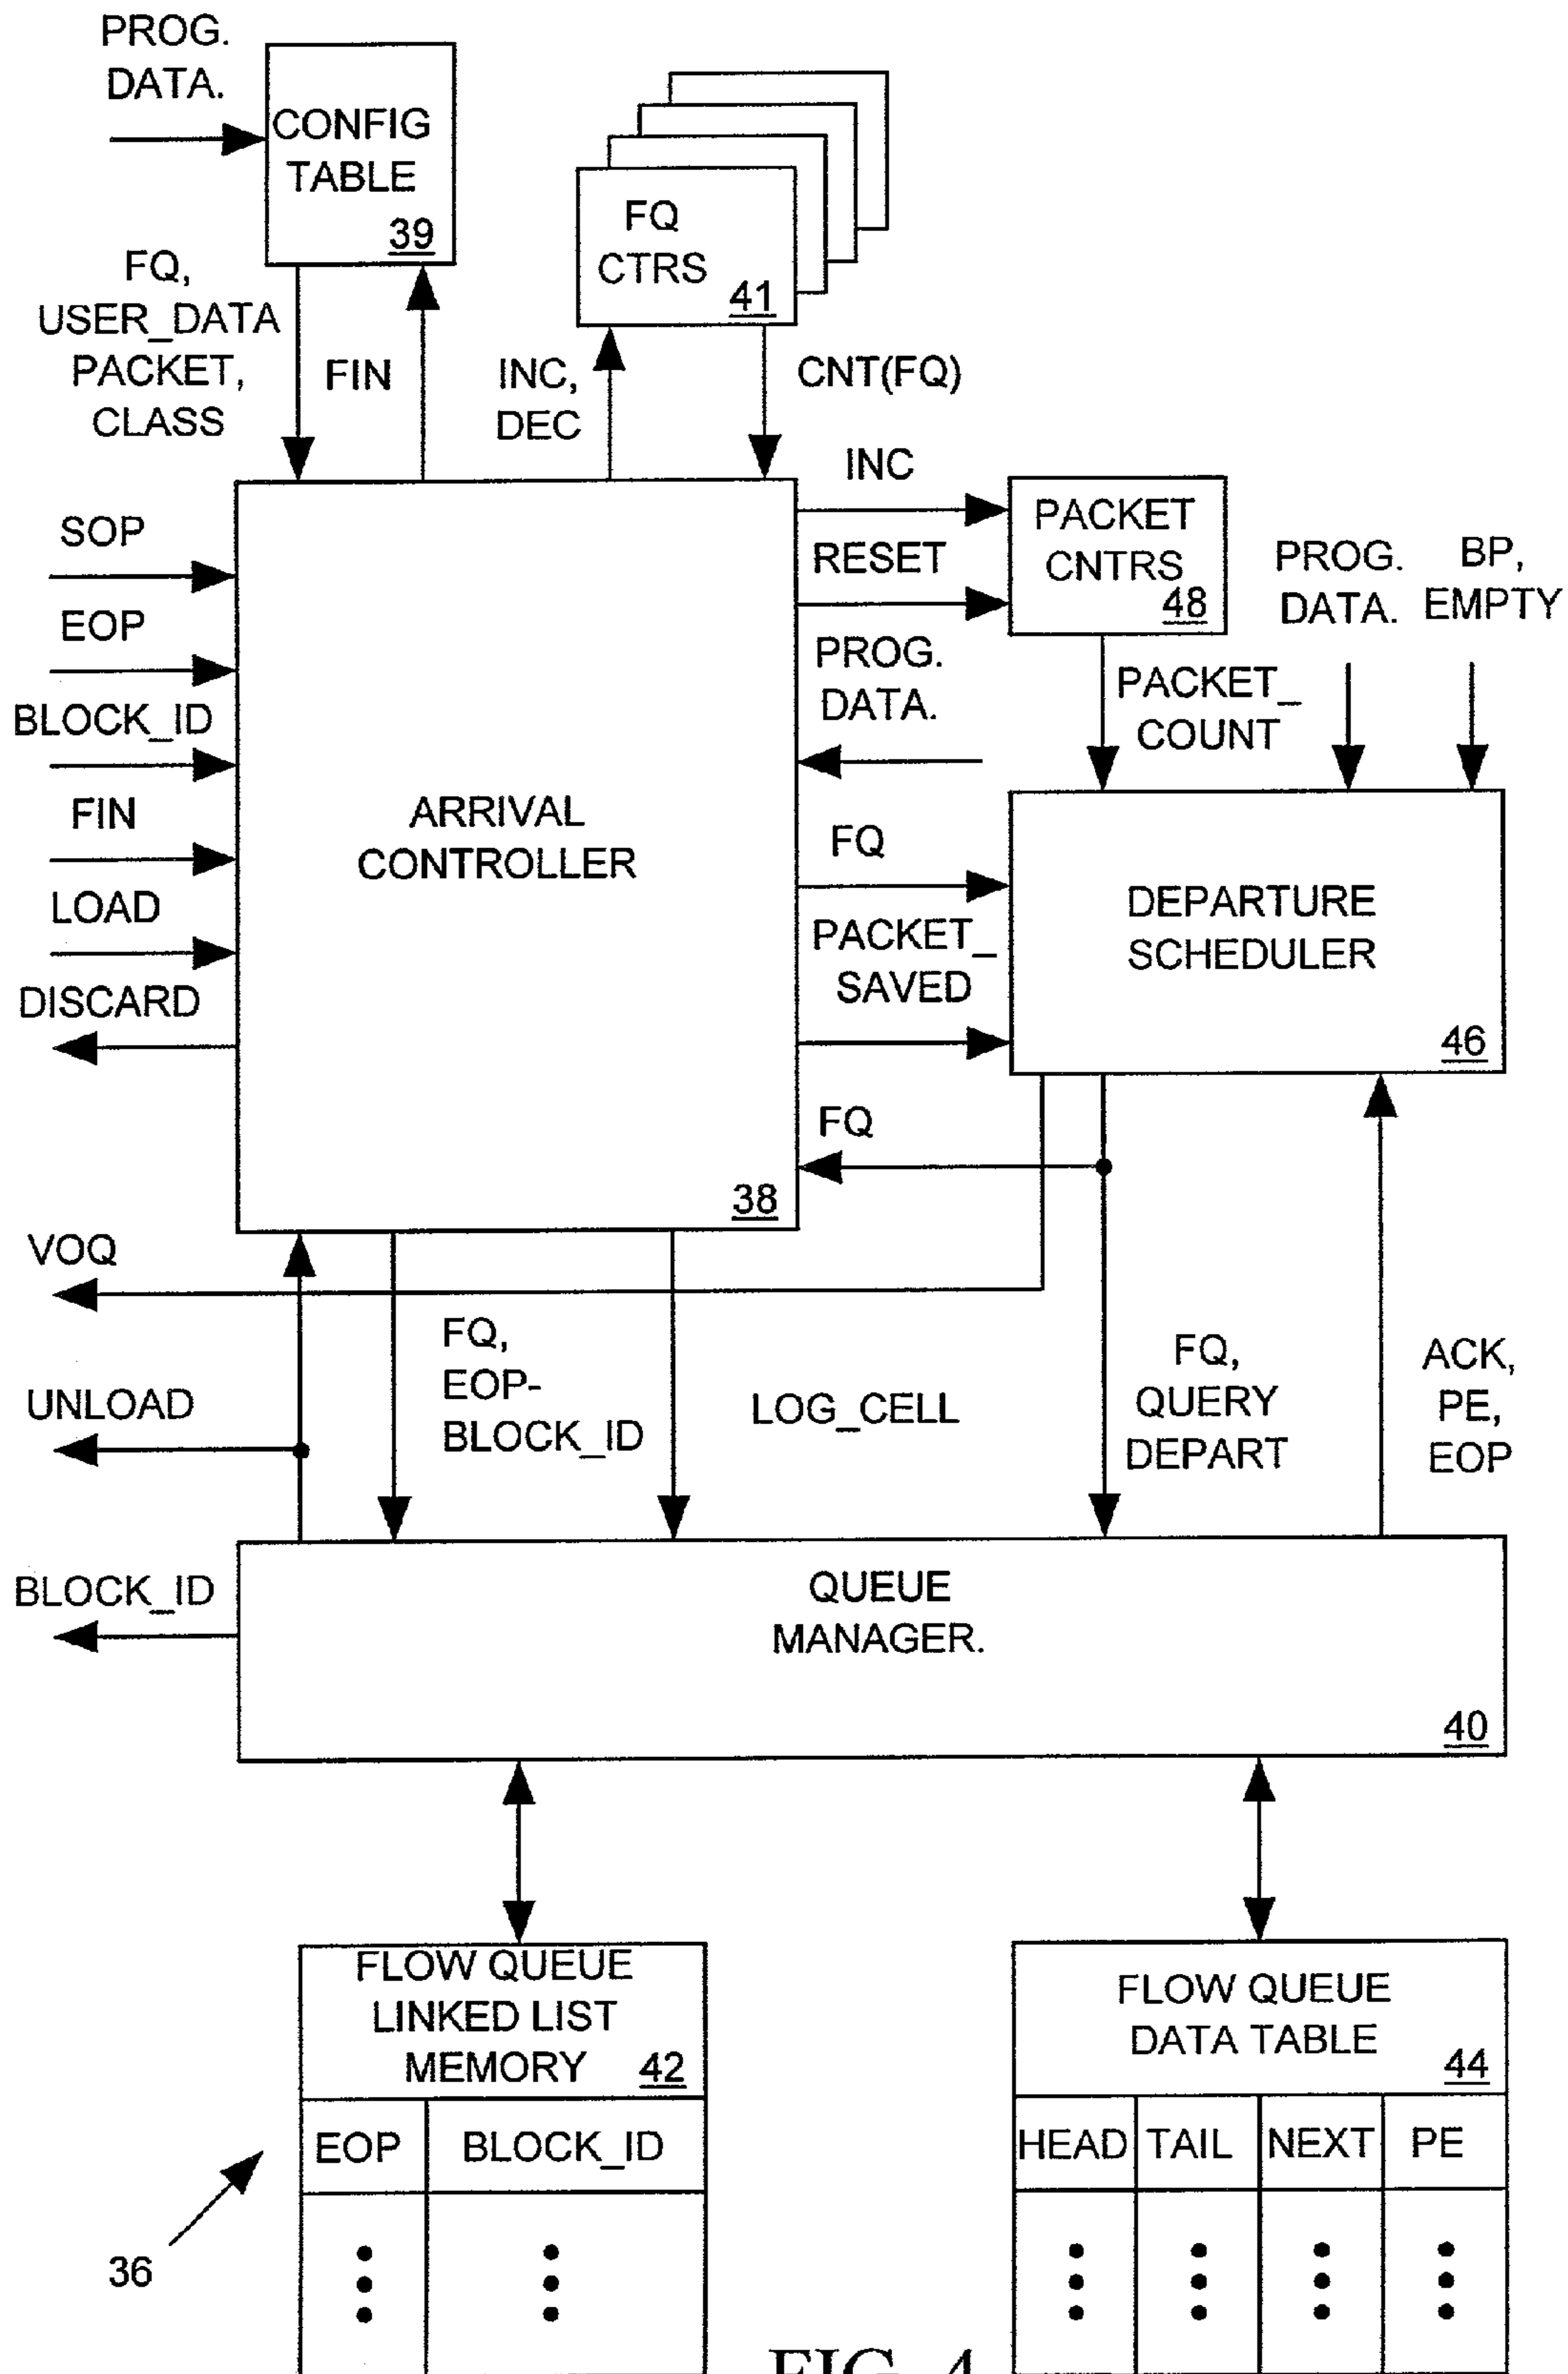 PROG.
DATA.
CONFIG
TABLE
39
FQ
CTRS
41
FQ,
USER_DATA
PACKET,
CLASS
FIN
INC,
DEC
CNT(FQ)
INC
RESET
PACKET
CNTRS
48
PROG.
DATA.
BP,
EMPTY
SOP
EOP
BLOCK_ID
FIN
LOAD
DISCARD
ARRIVAL
CONTROLLER
38
PROG.
DATA.
PACKET_
COUNT
FQ
PACKET_
SAVED
DEPARTURE
SCHEDULER
46
FQ
VOQ
UNLOAD
FQ,
EOP-
BLOCK_ID
LOG_CELL
FQ,
QUERY
DEPART
ACK,
PE,
EOP
BLOCK_ID
QUEUE
MANAGER.
40
FLOW QUEUE
LINKED LIST
MEMORY
42
EOP
BLOCK_ID
FLOW QUEUE
DATA TABLE
44
HEAD
TAIL
NEXT
PE
36
FIG. 4